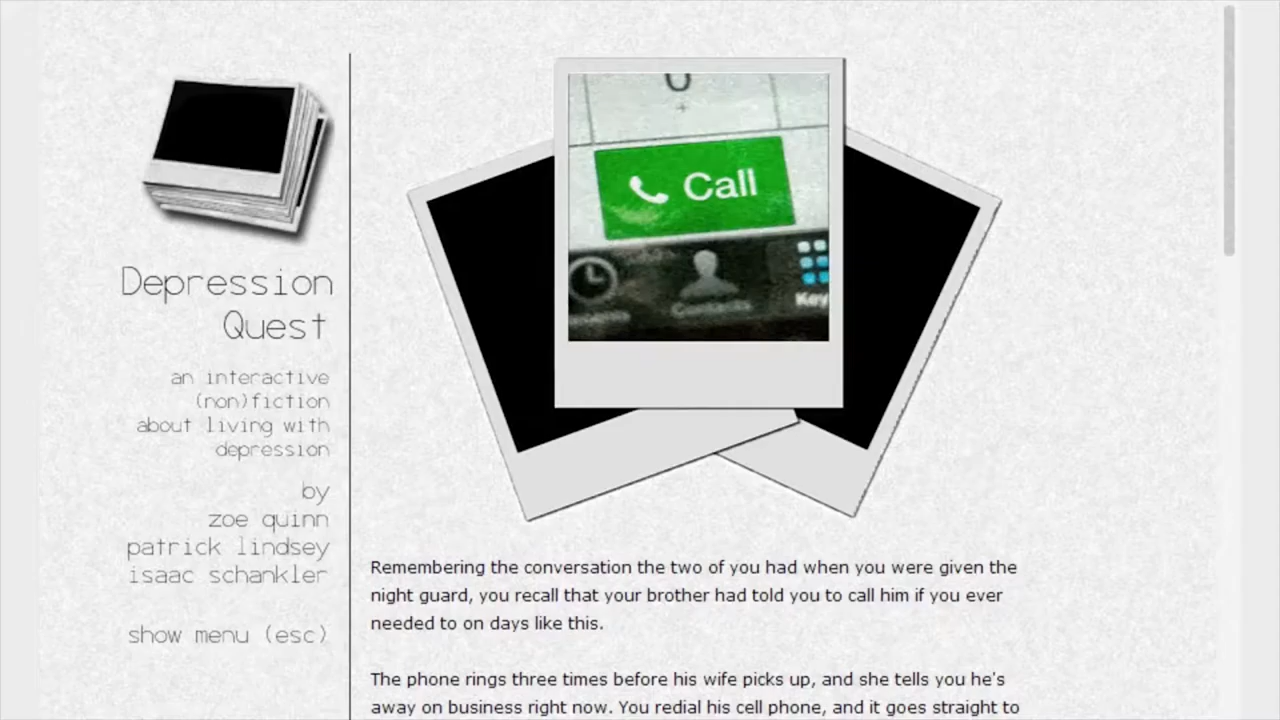 Depression
Quest
an interactive
(non)fiction
about living with
depression
by
zoe quinn
patrick lindsey
isaac schankler
show menu (esc)
Call
Contacts
Key
Remembering the conversation the two of you had when you were given the
night guard, you recall that your brother had told you to call him if you ever
needed to on days like this.
The phone rings three times before his wife picks up, and she tells you he's
away on business right now. You redial his cell phone, and it goes straight to